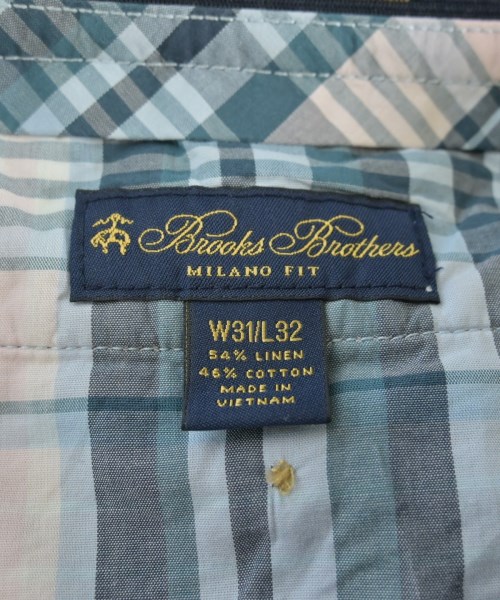 Brooks Brothers
MILANO FIT
W31/L32
54% LINEN
46% COTTON
MADE IN
VIETNAM